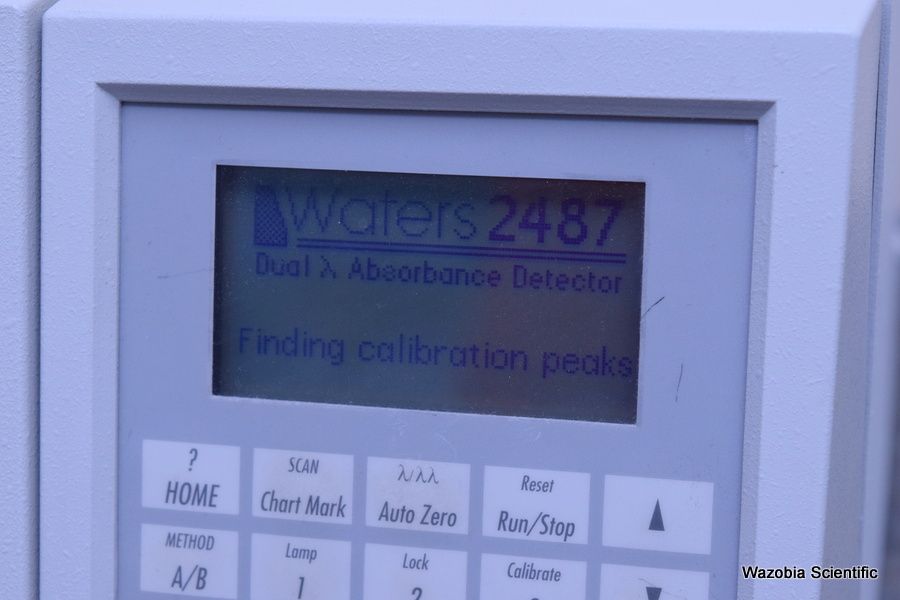 Waters 2487
Dual λ Absorbance Detector
Finding calibration peaks
?
HOME
SCAN
Chart Mark
λ/λλ
Auto Zero
Reset
Run/Stop
▲
METHOD
A/B
Lamp
1
Lock
2
Calibrate
▼
Wazobia Scientific